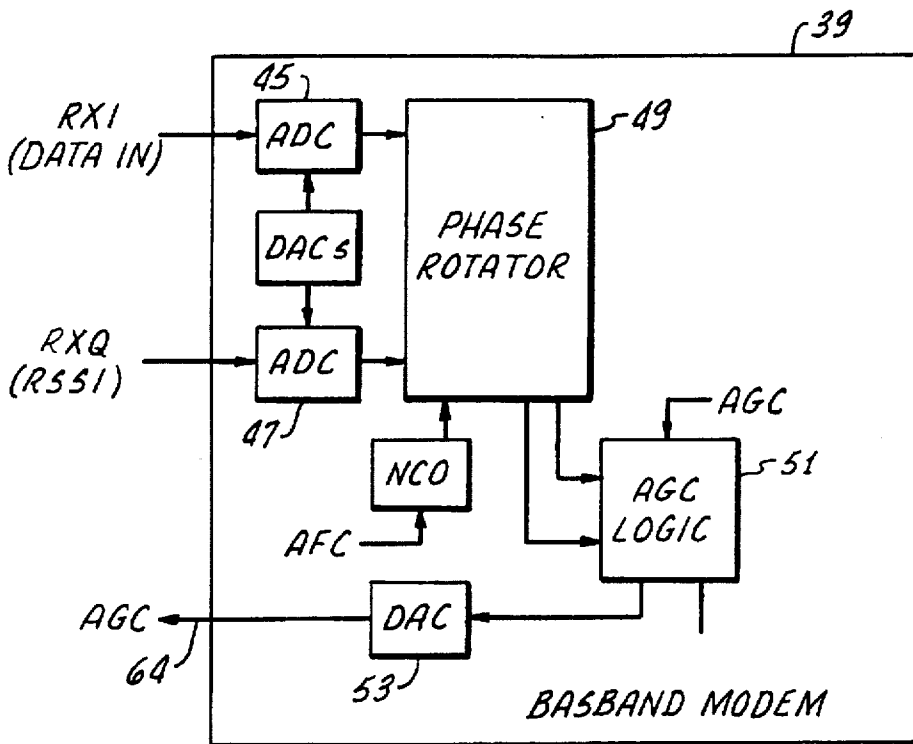 39
RXI
(DATA IN)
45
ADC
49
PHASE
ROTATOR
DACs
RXQ
(RSSI)
ADC
47
NCO
AFC
AGC
51
AGC
LOGIC
AGC
64
DAC
53
BASBAND MODEM